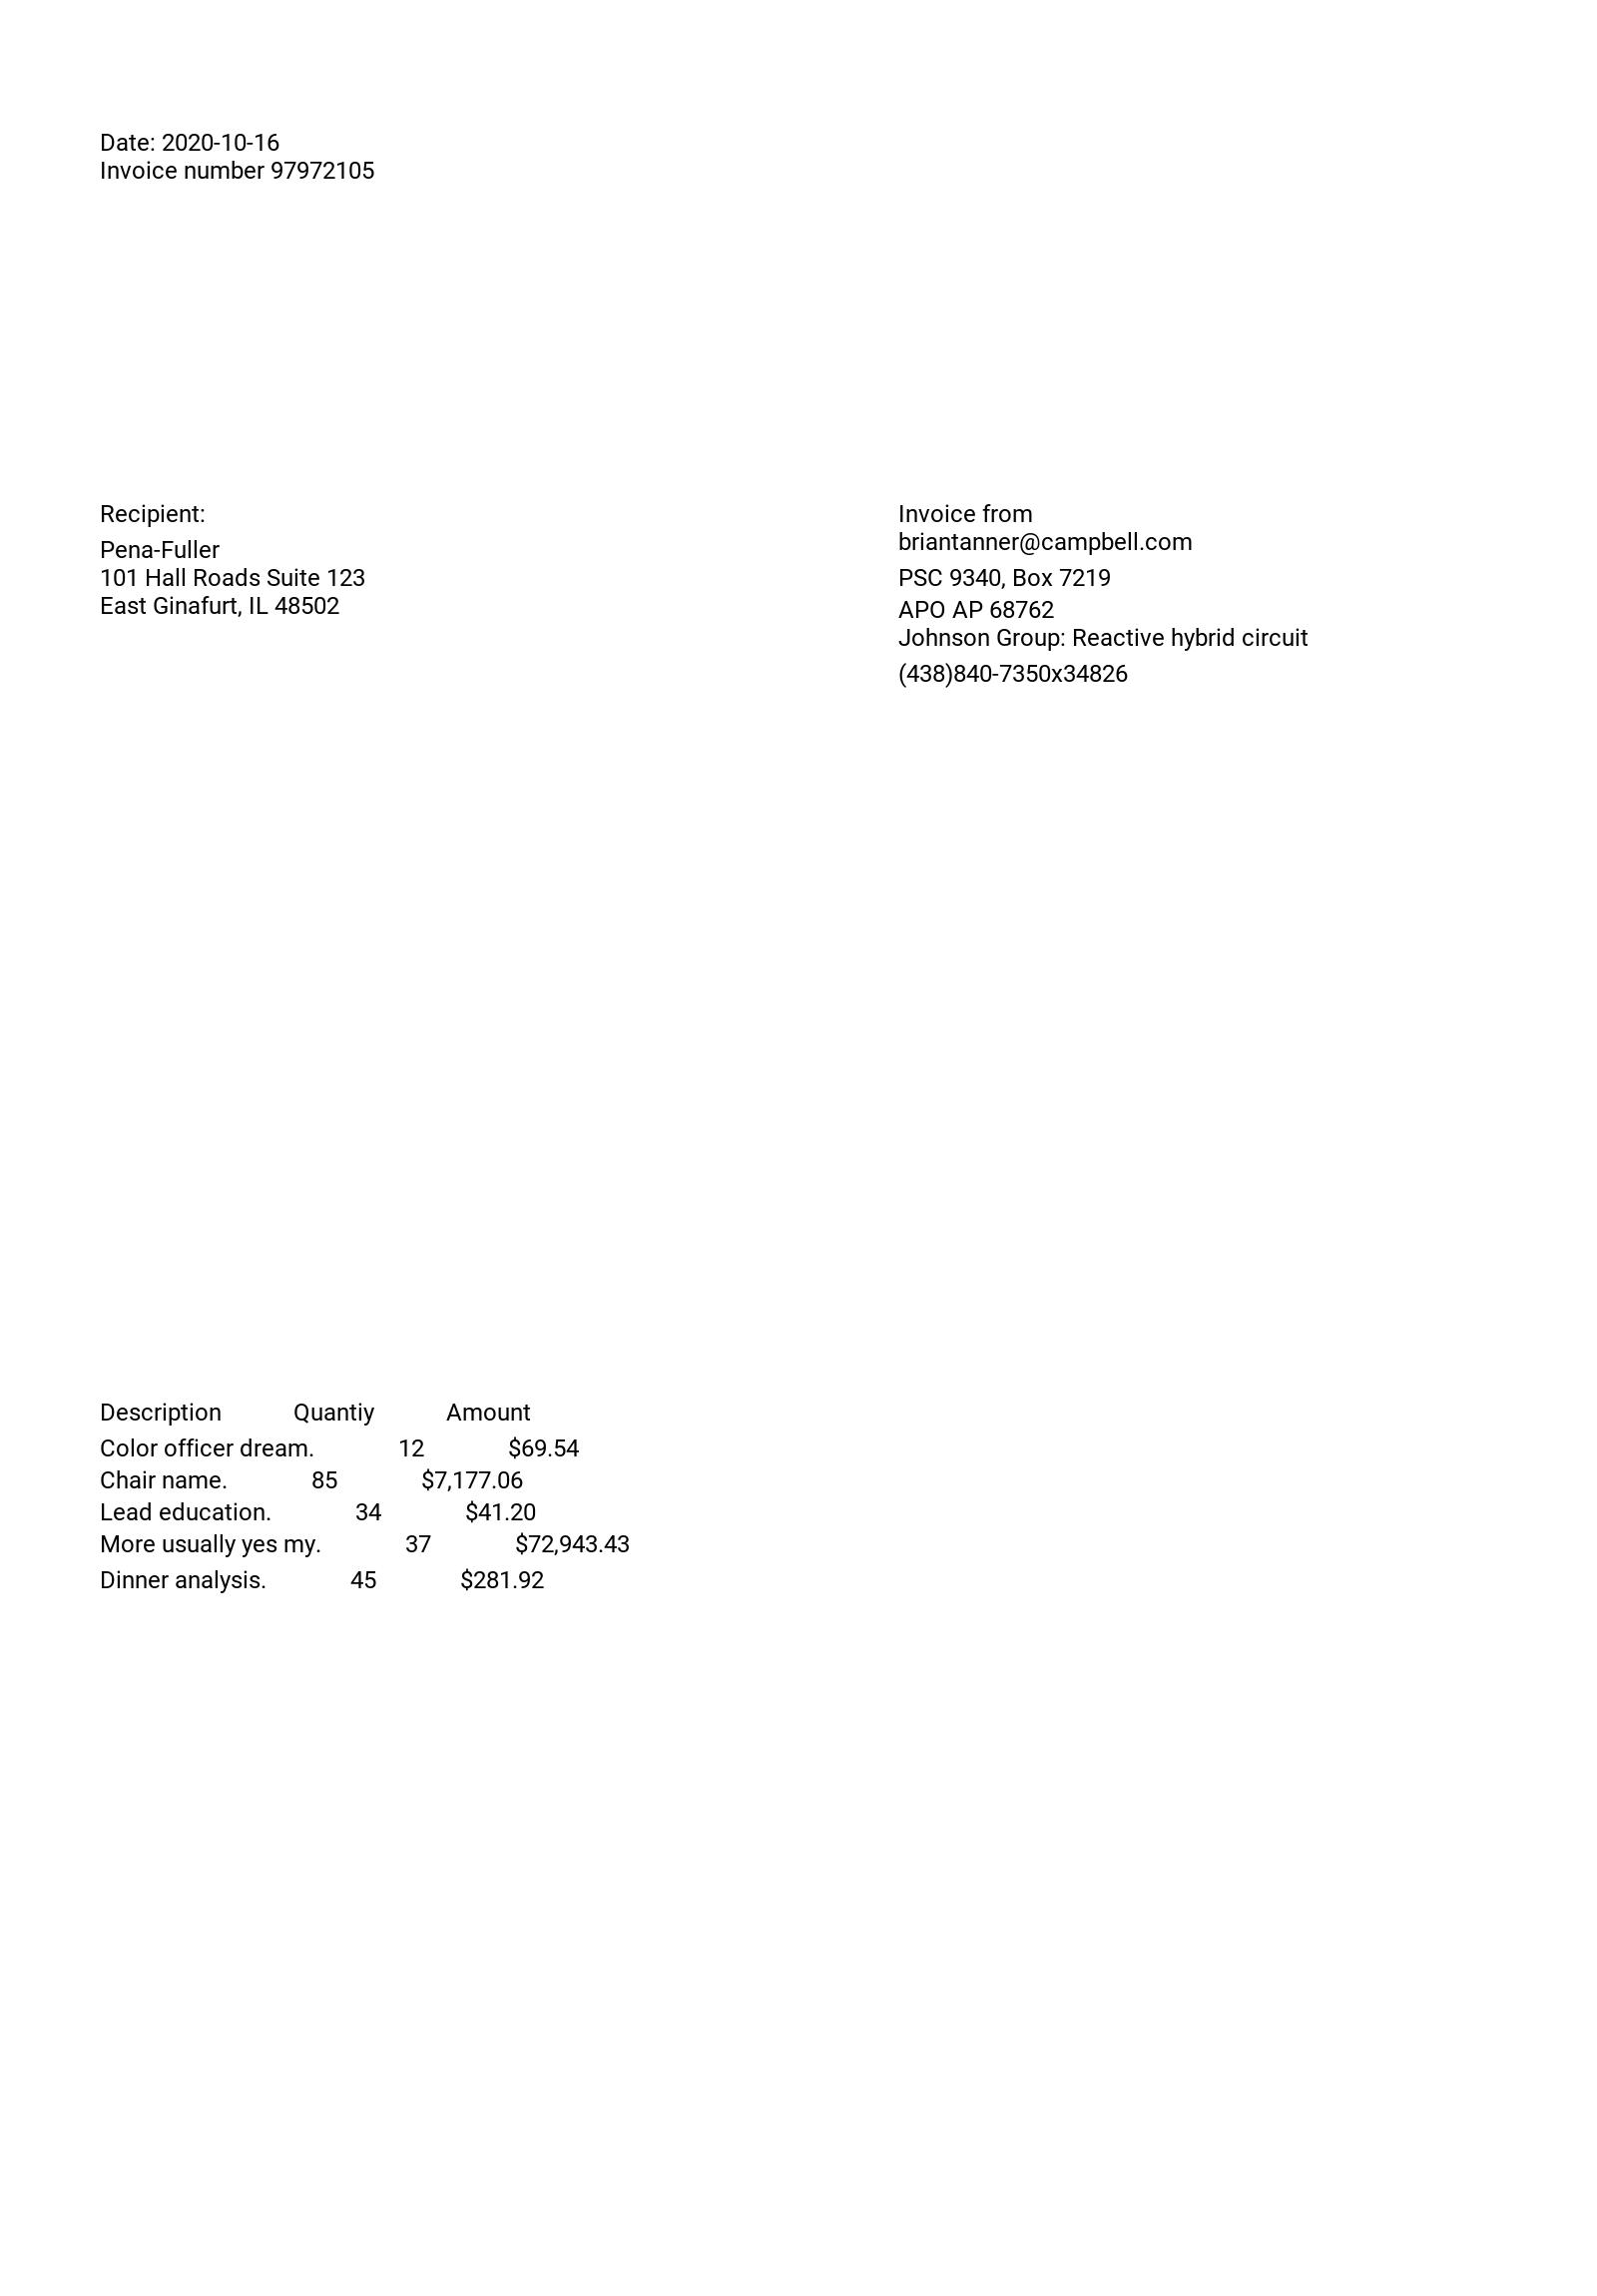 Date: 2020-10-16
Invoice number 97972105
Recipient:
Pena-Fuller
101 Hall Roads Suite 123
East Ginafurt, IL 48502
Invoice from
briantanner@campbell.com
PSC 9340, Box 7219
APO AP 68762
Johnson Group: Reactive hybrid circuit
(438)840-7350x34826
Description Quantiy Amount
Color officer dream. 12 $69.54
Chair name. 85 $7,177.06
Lead education. 34 $41.20
More usually yes my. 37 $72,943.43
Dinner analysis. 45 $281.92